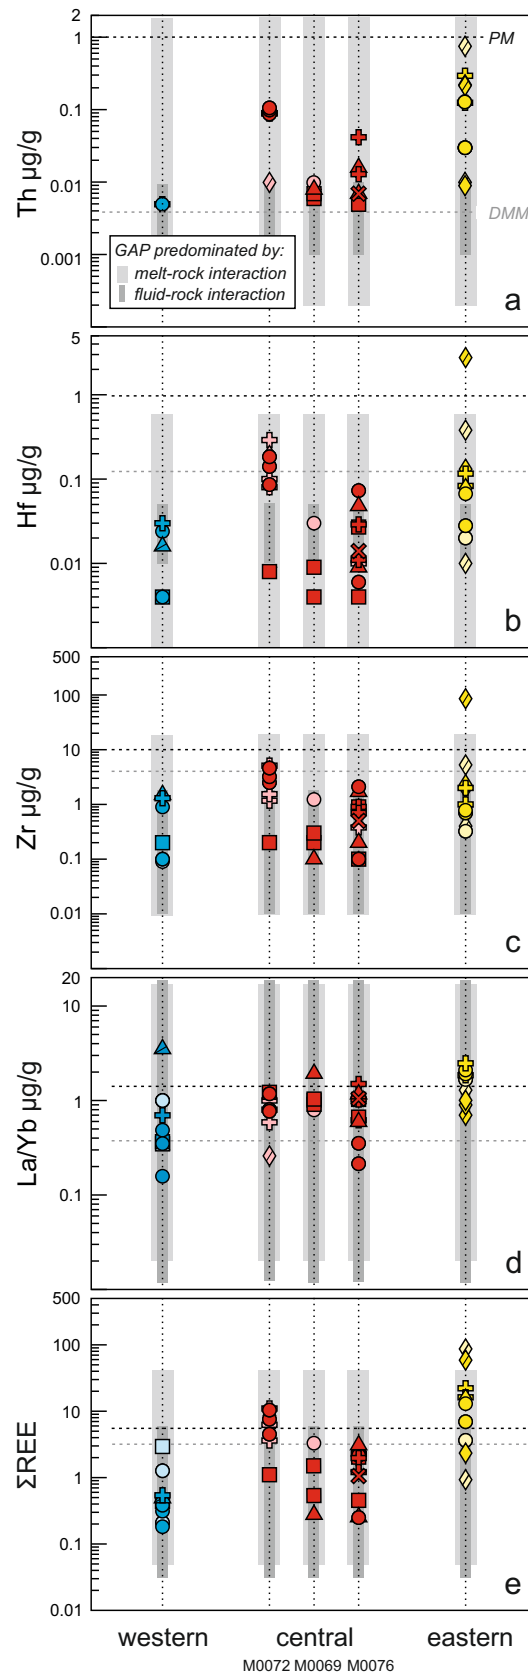 2
1
PM
0.1
Th µg/g
0.01
DMM
0.001
GAP predominated by:
melt-rock interaction
fluid-rock interaction
a
5
1
Hf µg/g
0.1
0.01
b
500
100
10
Zr µg/g
1
0.1
0.01
c
20
10
La/Yb µg/g
1
0.1
d
500
100
10
ΣREE
1
0.1
0.01
e
western central eastern
M0072 M0069 M0076